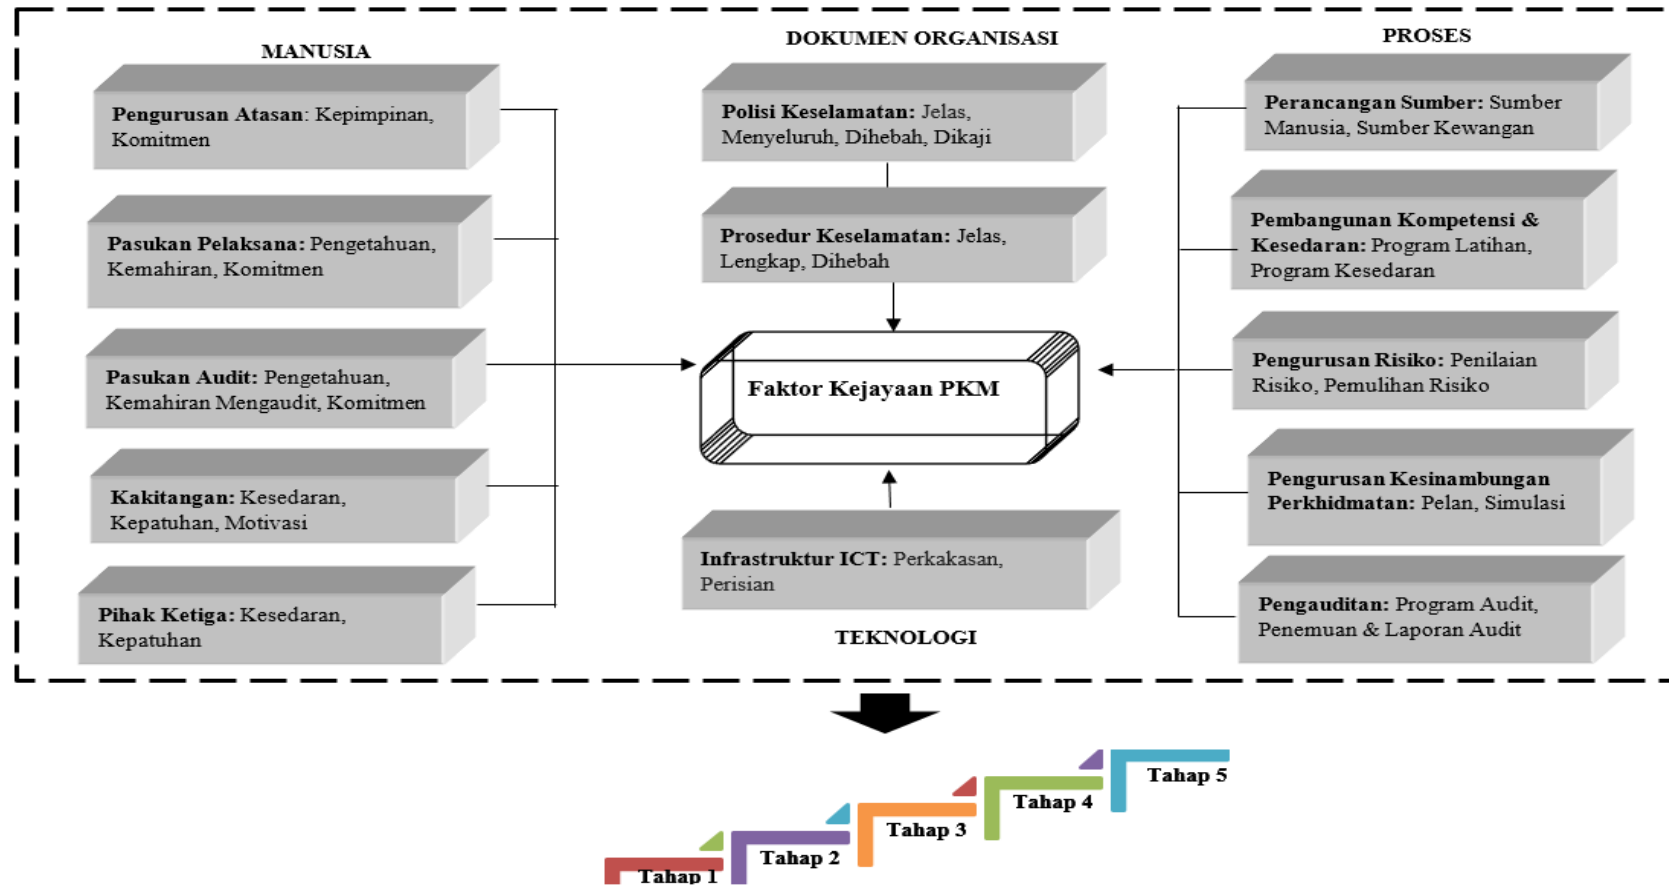 MANUSIA
Pengurusan Atasan: Kepimpinan,
Komitmen
Pasukan Pelaksana: Pengetahuan,
Kemahiran, Komitmen
Pasukan Audit: Pengetahuan,
Kemahiran Mengaudit, Komitmen
Kakitangan: Kesedaran,
Kepatuhan, Motivasi
Pihak Ketiga: Kesedaran,
Kepatuhan
DOKUMEN ORGANISASI
Polisi Keselamatan: Jelas,
Menyeluruh, Dihebah, Dikaji
Prosedur Keselamatan: Jelas,
Lengkap, Dihebah
Faktor Kejayaan PKM
Infrastruktur ICT: Perkakasan,
Perisian
TEKNOLOGI
PROSES
Perancangan Sumber: Sumber
Manusia, Sumber Kewangan
Pembangunan Kompetensi &
Kesedaran: Program Latihan,
Program Kesedaran
Pengurusan Risiko: Penilaian
Risiko, Pemulihan Risiko
Pengurusan Kesinambungan
Perkhidmatan: Pelan, Simulasi
Pengauditan: Program Audit,
Penemuan & Laporan Audit
Tahap 1
Tahap 2
Tahap 3
Tahap 4
Tahap 5